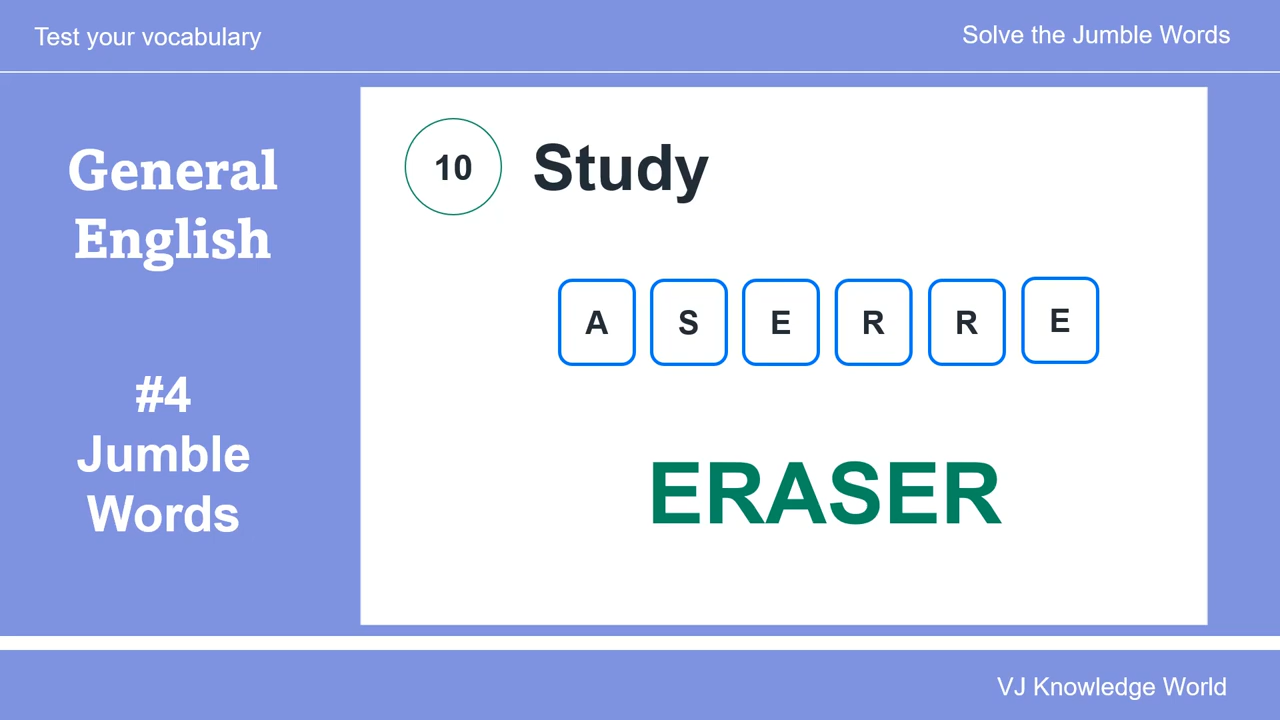 Test your vocabulary
Solve the Jumble Words
General
English
#4
Jumble
Words
10
Study
A S E R R E
ERASER
VJ Knowledge World